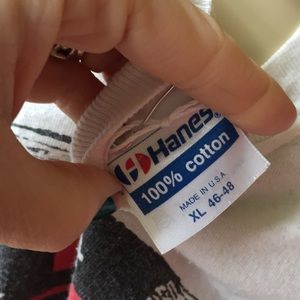 Hanes®
100% cotton
MADE IN U.S.A.
XL 46-48